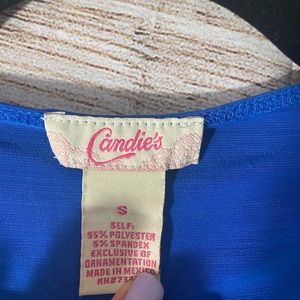 Candie's
S
SELF:
95% POLYESTER
5% SPANDEX
EXCLUSIVE OF
ORNAMENTATION
MADE IN MEXICO